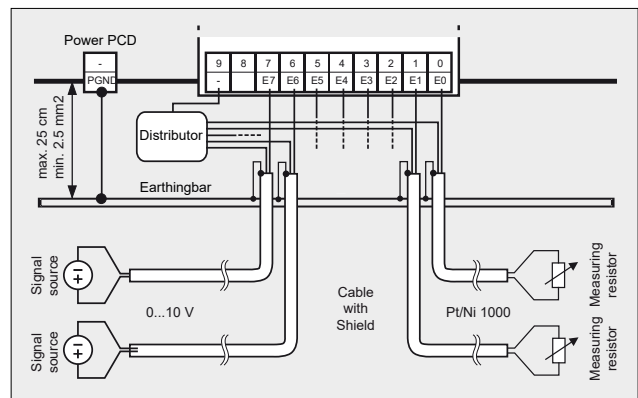 Power PCD
-
PGND
9 8 7 6 5 4 3 2 1 0
- E7 E6 E5 E4 E3 E2 E1 E0
max. 25 cm
min. 2.5 mm2
Distributor
Earthingbar
Signal
source
0...10 V
Cable
with
Shield
Pt/Ni 1000
Measuring
resistor
Signal
source
Measuring
resistor